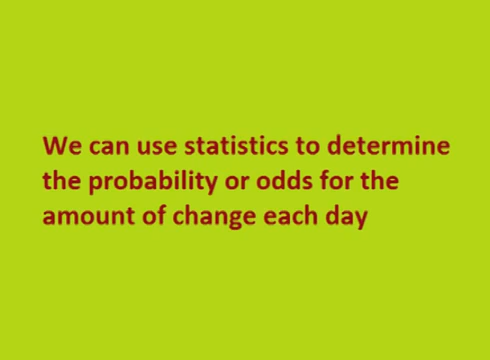 We can use statistics to determine
the probability or odds for the
amount of change each day